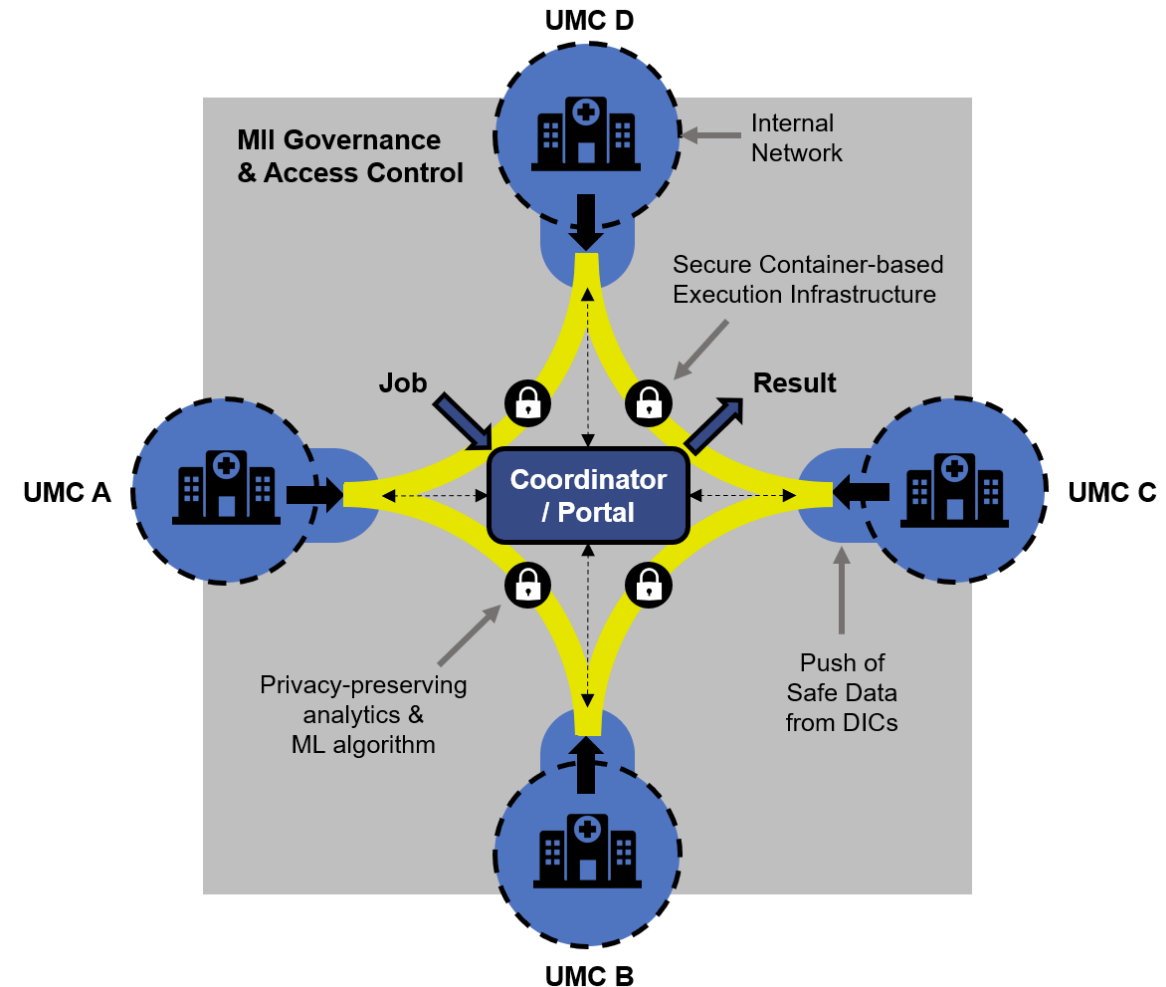 UMC D
MII Governance
& Access Control
Internal
Network
Secure Container-based
Execution Infrastructure
Job
Result
UMC A
Coordinator
/ Portal
UMC C
Privacy-preserving
analytics &
ML algorithm
Push of
Safe Data
from DICs
UMC B